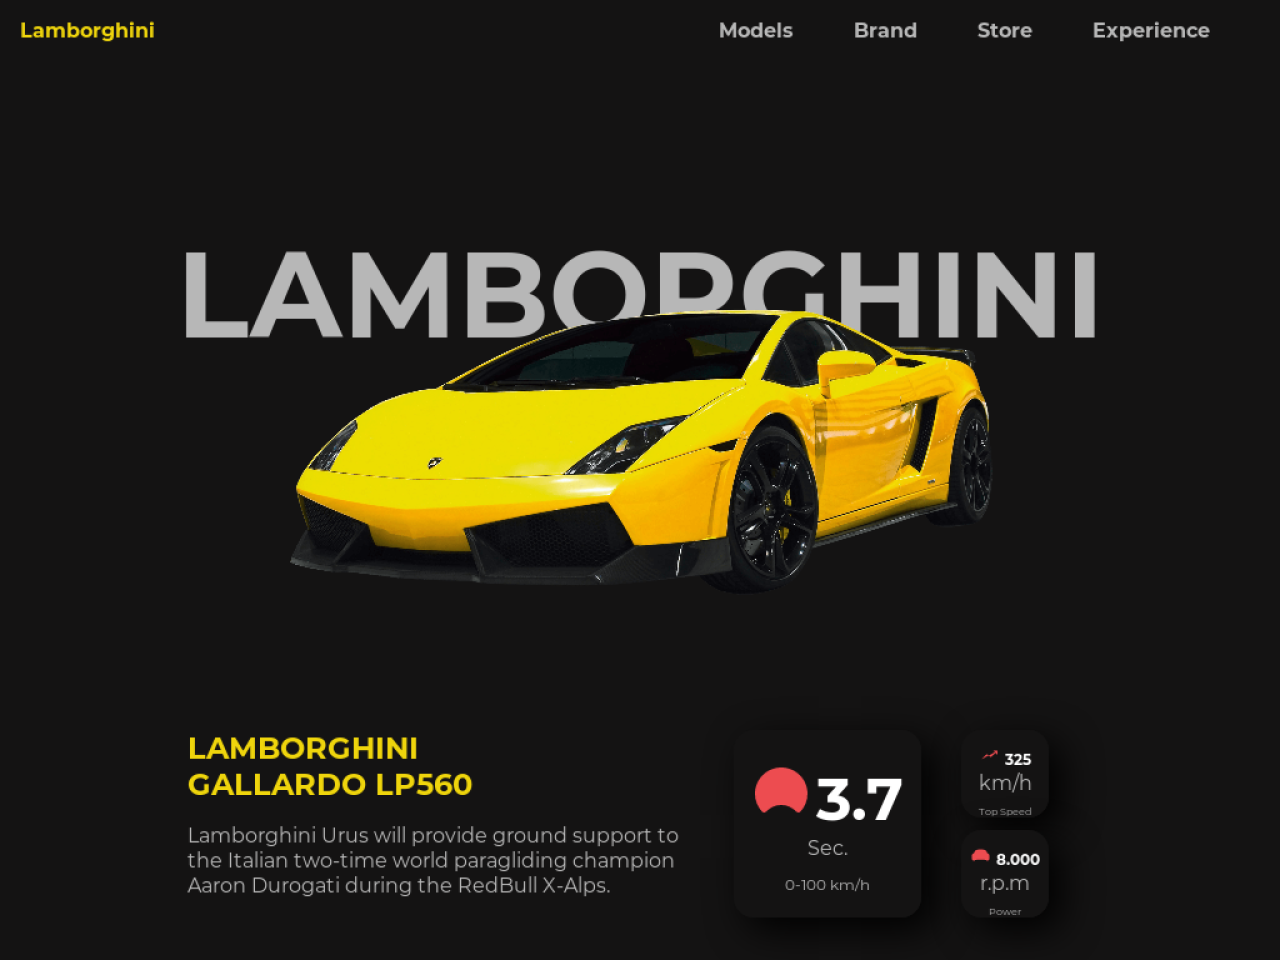 Lamborghini
Models Brand Store Experience
LAMBORGHINI
LAMBORGHINI
GALLARDO LP560
Lamborghini Urus will provide ground support to
the Italian two-time world paragliding champion
Aaron Durogati during the RedBull X-Alps.
3.7
Sec.
0-100 km/h
325
km/h
Top Speed
8.000
r.p.m
Power